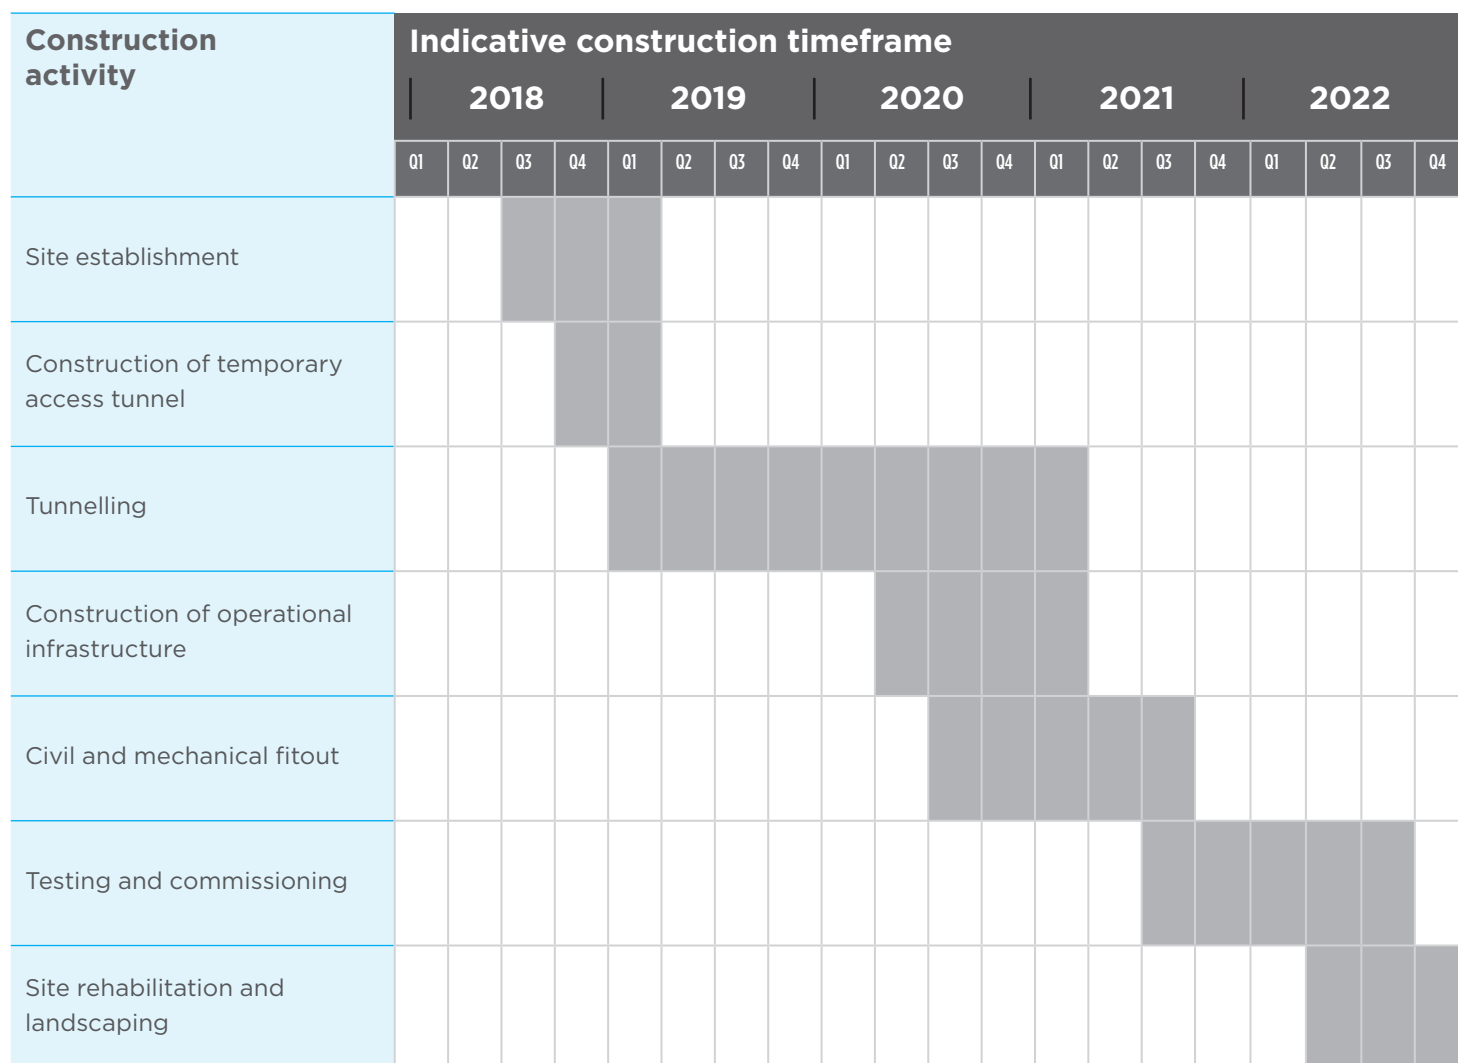 Construction
activity
Indicative construction timeframe
2018 2019 2020 2021 2022
Q1 Q2 Q3 Q4 Q1 Q2 Q3 Q4 Q1 Q2 Q3 Q4 Q1 Q2 Q3 Q4 Q1 Q2 Q3 Q4
Site establishment
Construction of temporary
access tunnel
Tunnelling
Construction of operational
infrastructure
Civil and mechanical fitout
Testing and commissioning
Site rehabilitation and
landscaping